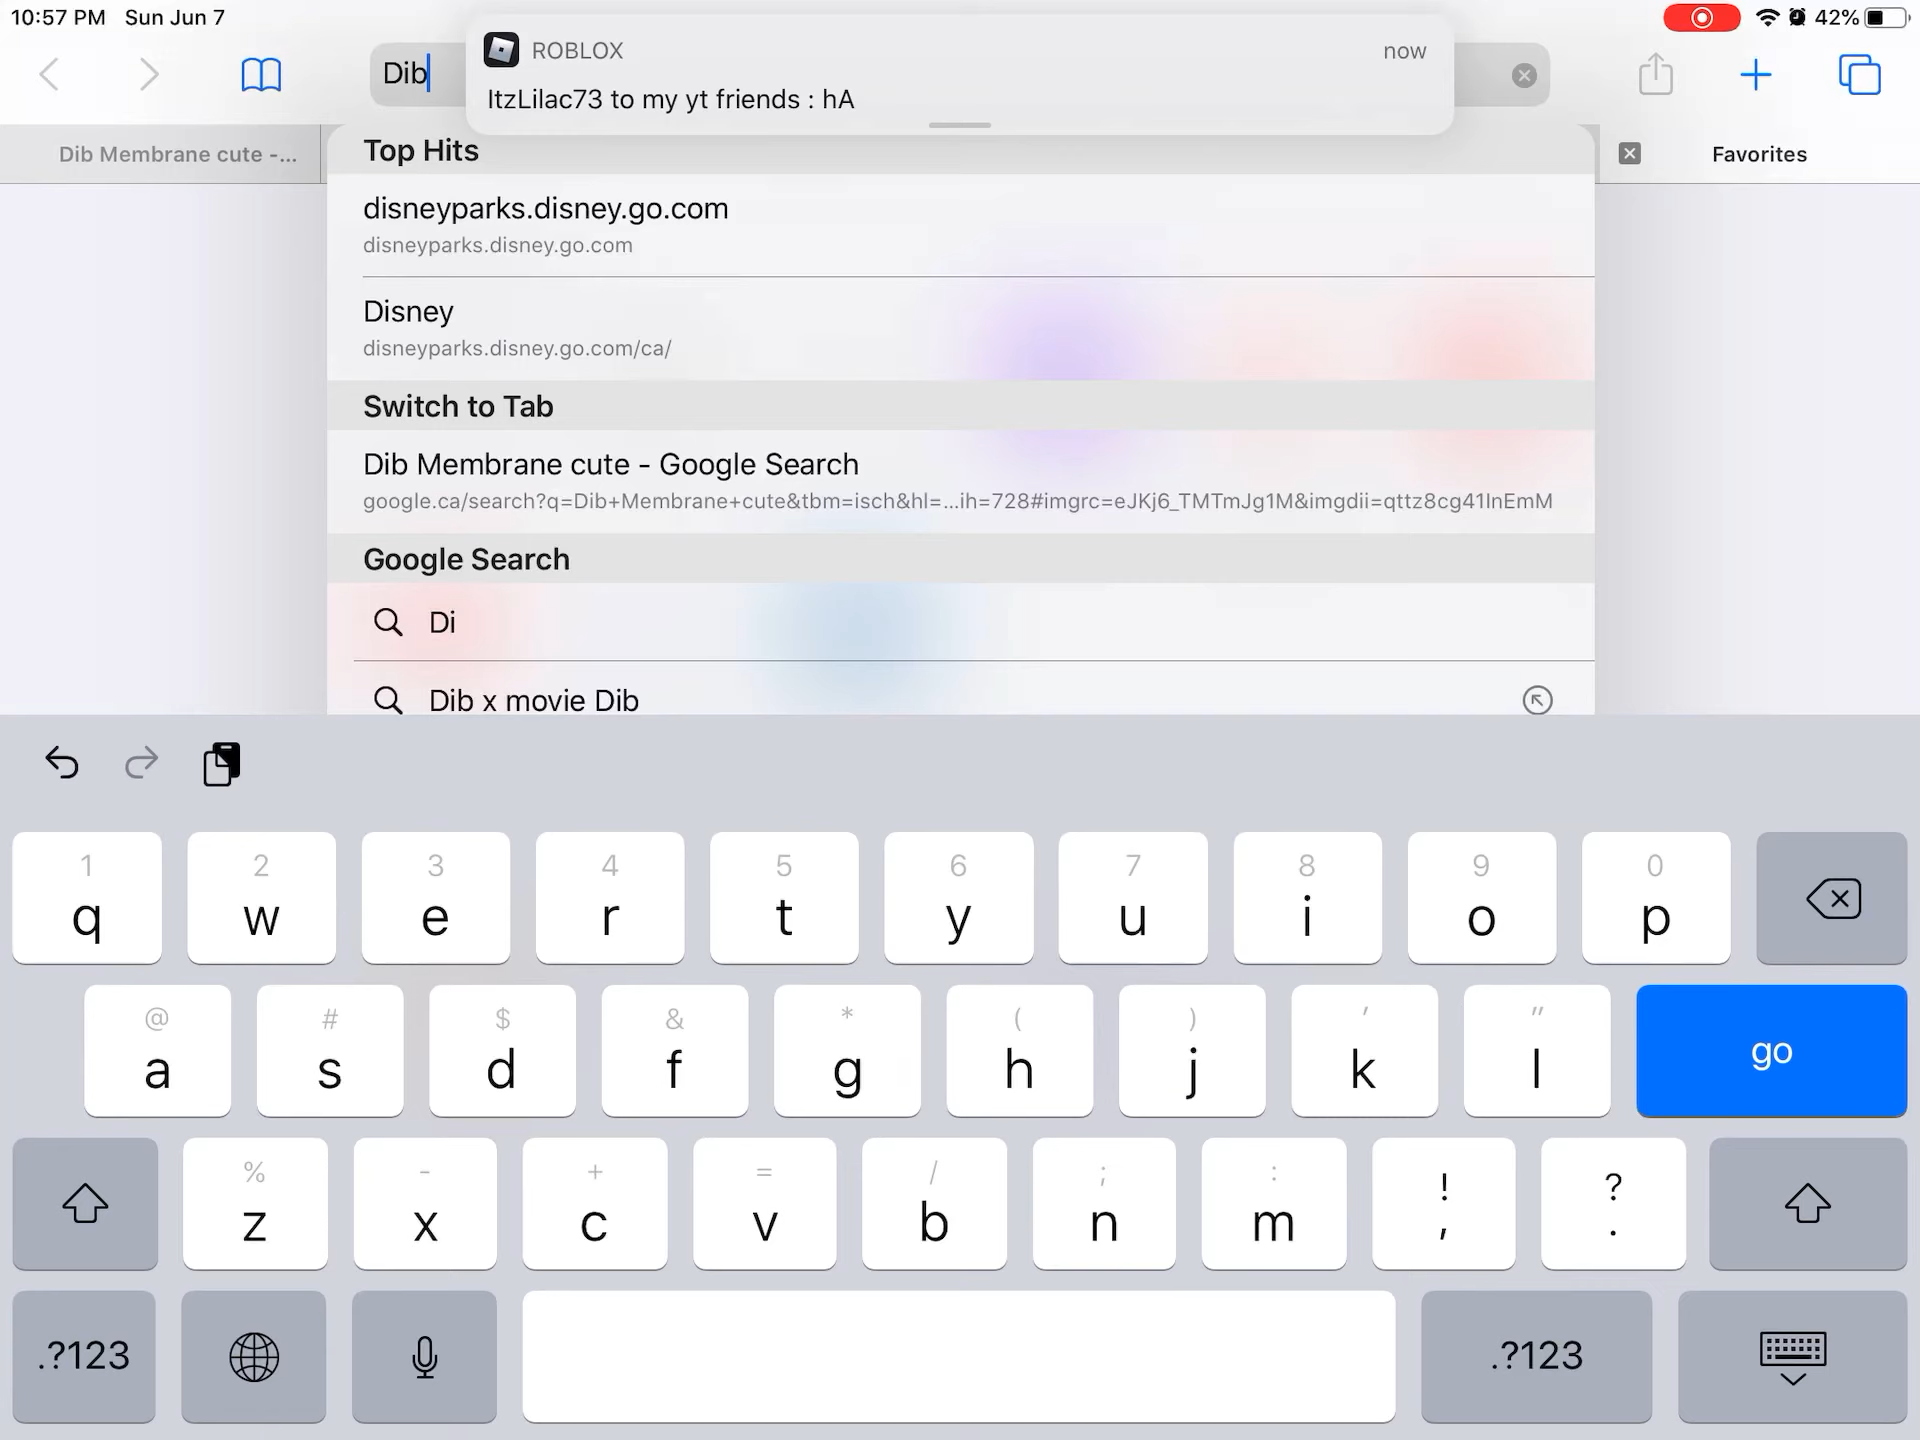 10:57 PM Sun Jun 7
42%
Dib
ROBLOX
now
ItzLilac73 to my yt friends : hA
Dib Membrane cute -...
Favorites
Top Hits
disneyparks.disney.go.com
disneyparks.disney.go.com
Disney
disneyparks.disney.go.com/ca/
Switch to Tab
Dib Membrane cute - Google Search
google.ca/search?q=Dib+Membrane+cute&tbm=isch&hl=...ih=728#imgrc=eJKj6_TMTmJg1M&imgdii=qttz8cg41InEmM
Google Search
Di
Dib x movie Dib
1 2 3 4 5 6 7 8 9 0
q w e r t y u i o p
@ # $ & * ( ) ' "
a s d f g h j k l go
% - + = / ; : ! ?
z x c v b n m , .
.?123 .?123